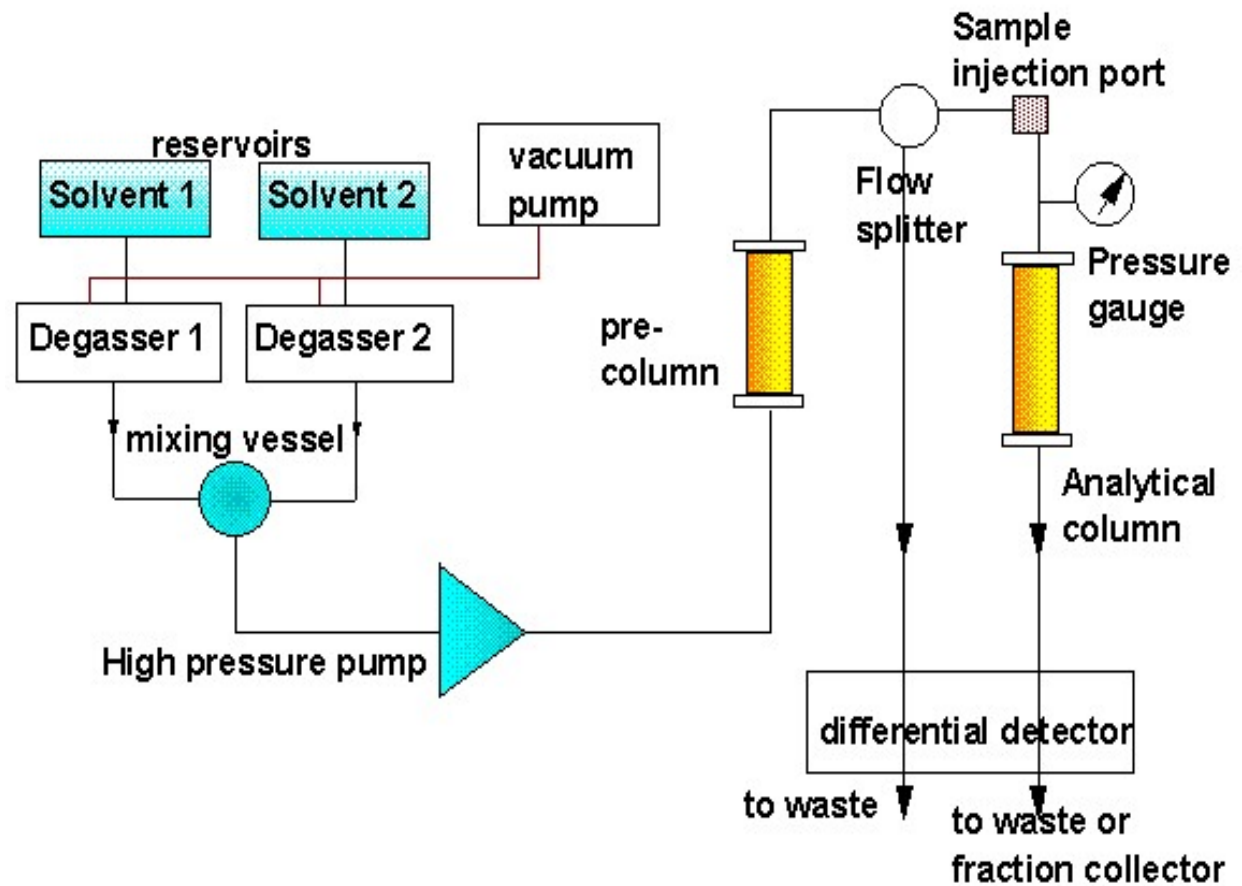 Sample
injection port
reservoirs
Solvent 1
Solvent 2
vacuum
pump
Flow
splitter
Pressure
gauge
Degasser 1
Degasser 2
pre-
column
mixing vessel
Analytical
column
High pressure pump
differential detector
to waste
to waste or
fraction collector